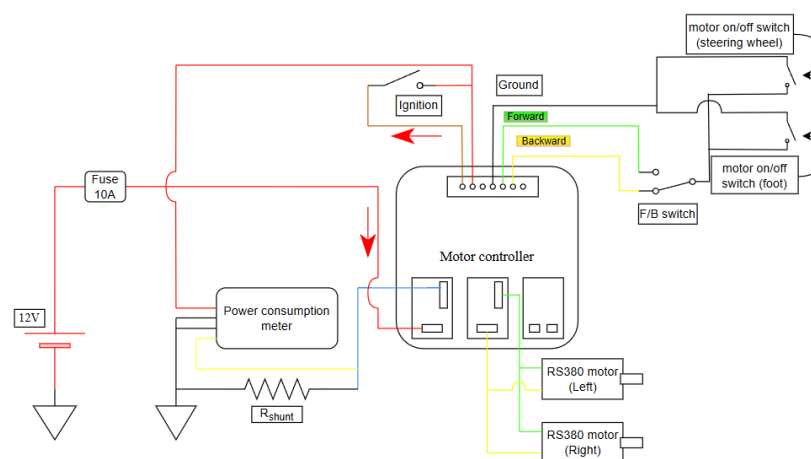 motor on/off switch
(steering wheel)
Ground
Ignition
Forward
Backward
Fuse
10A
motor on/off
switch (foot)
F/B switch
Motor controller
12V
Power consumption
meter
RS380 motor
(Left)
Rshunt
RS380 motor
(Right)